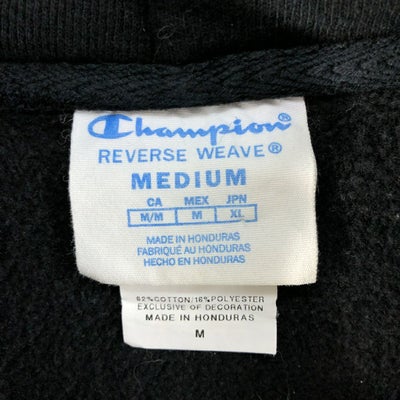 Champion®
REVERSE WEAVE®
MEDIUM
CA MEX JPN
M/M M XL
MADE IN HONDURAS
FABRIQUÉ AU HONDURAS
HECHO EN HONDURAS
82%COTTON/16%POLYESTER
EXCLUSIVE OF DECORATION
MADE IN HONDURAS
M